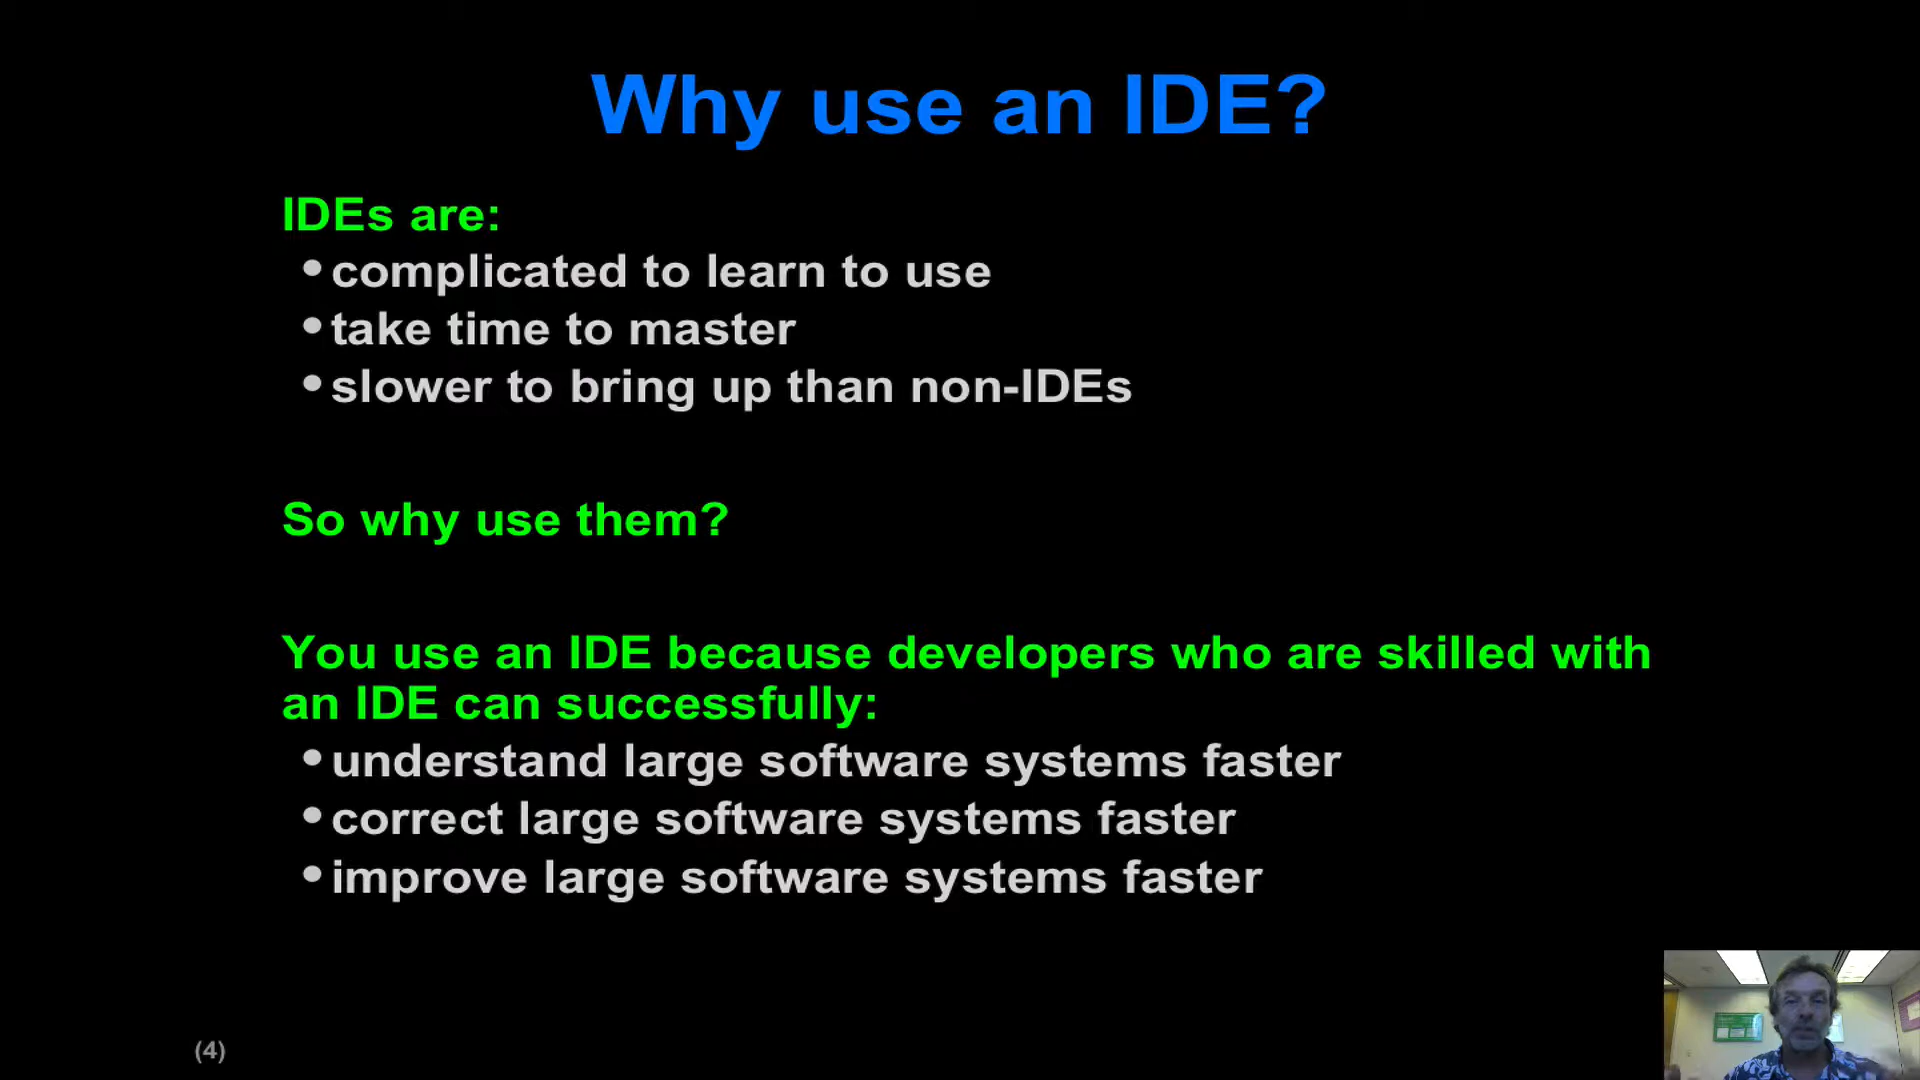 Why use an IDE?
IDEs are:
•complicated to learn to use
•take time to master
•slower to bring up than non-IDEs
So why use them?
You use an IDE because developers who are skilled with
an IDE can successfully:
•understand large software systems faster
•correct large software systems faster
•improve large software systems faster
(4)